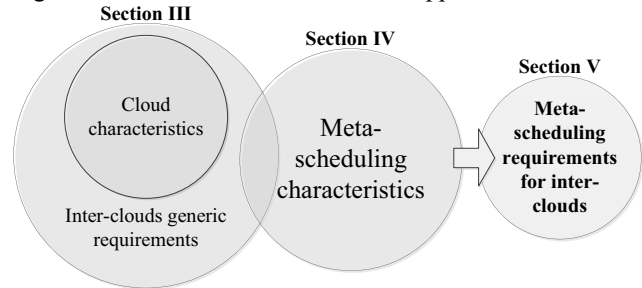 Section III
Section IV
Section V
Cloud
characteristics
Inter-clouds generic
requirements
Meta-
scheduling
characteristics
Meta-
scheduling
requirements
for inter-
clouds